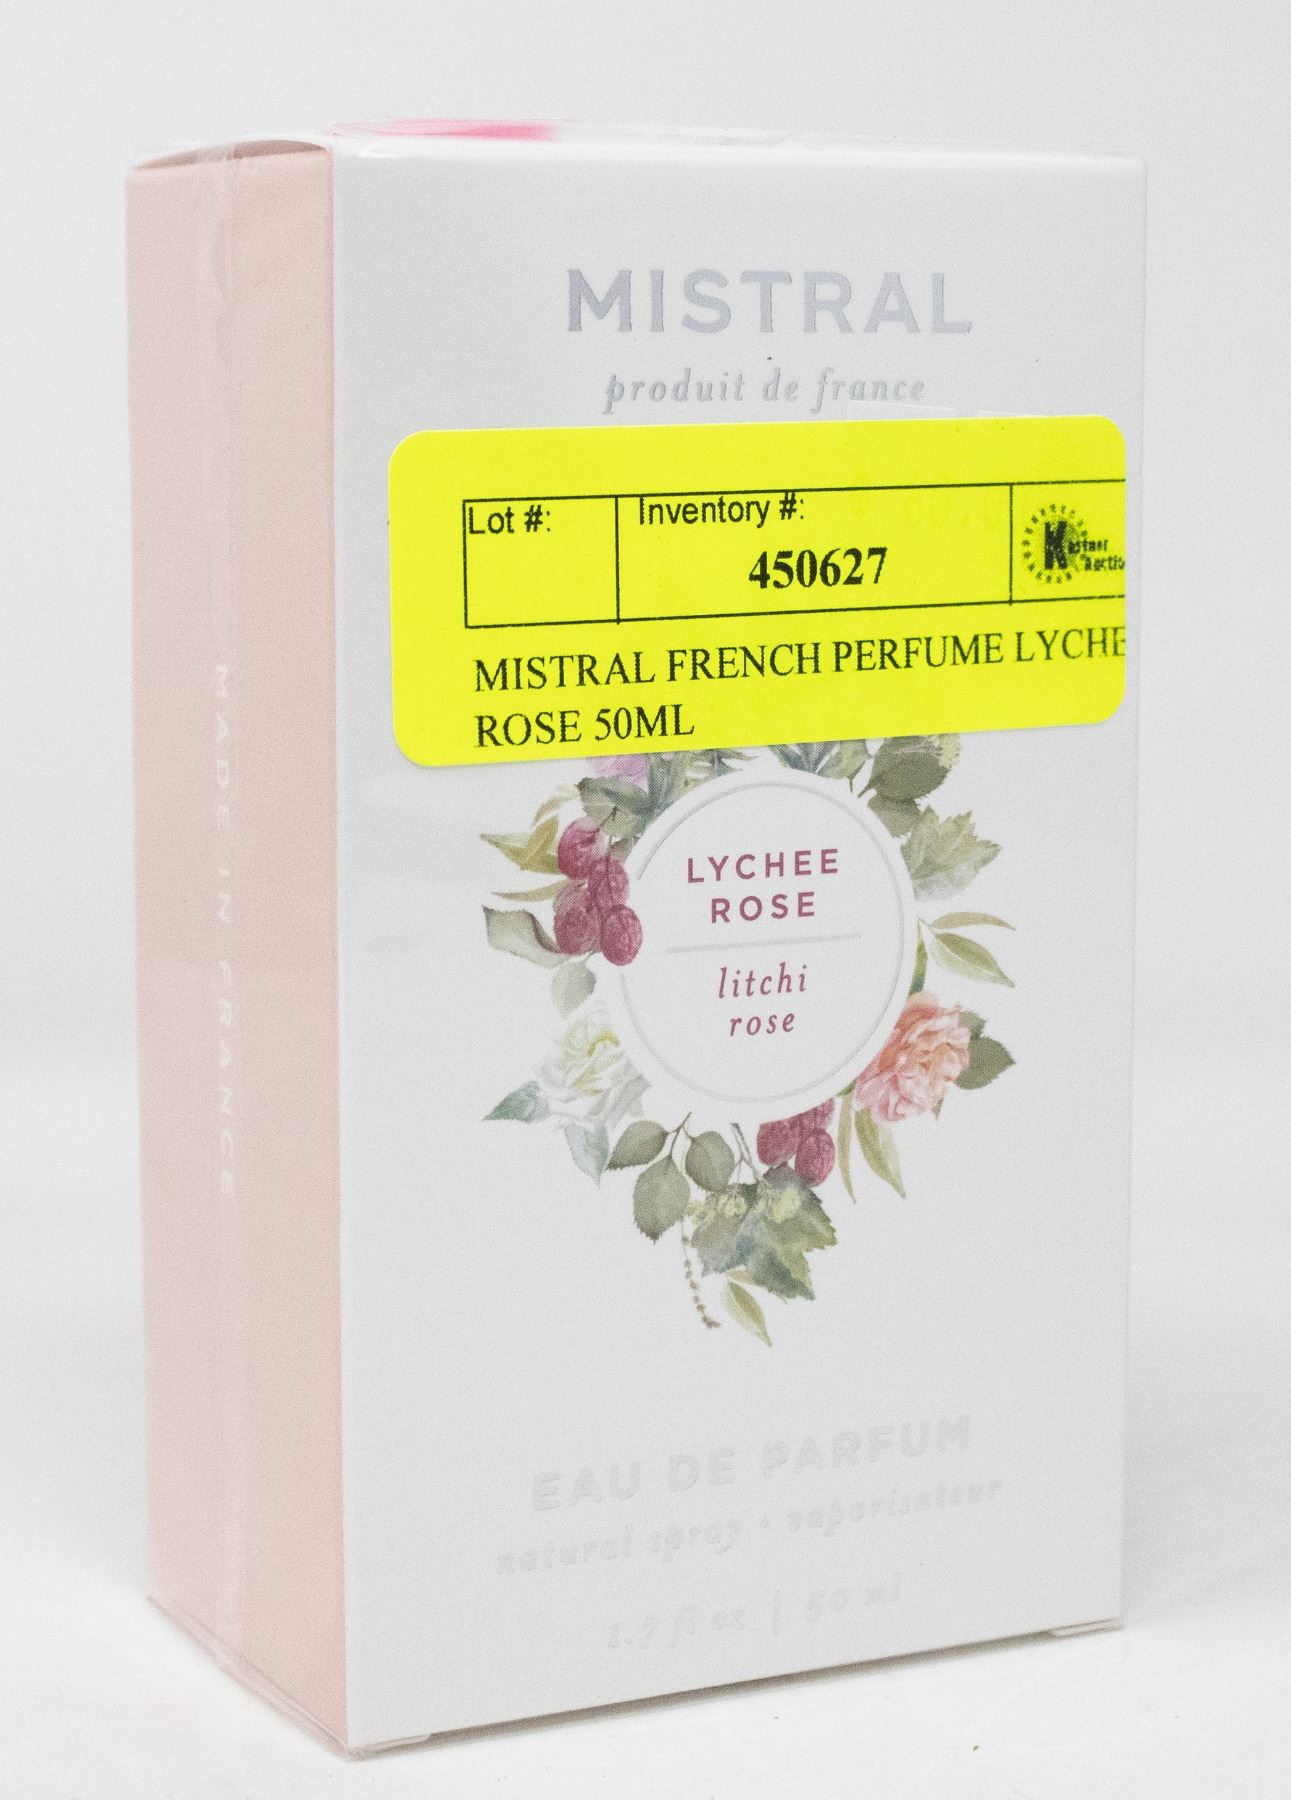 MISTRAL
produit de france
Lot #:
Inventory #:
450627
MISTRAL FRENCH PERFUME LYCHE
ROSE 50ML
LYCHEE
ROSE
litchi
rose
EAU DE PARFUM
natural spray • vaporisateur
1.7 fl oz | 50 ml
MADE IN FRANCE